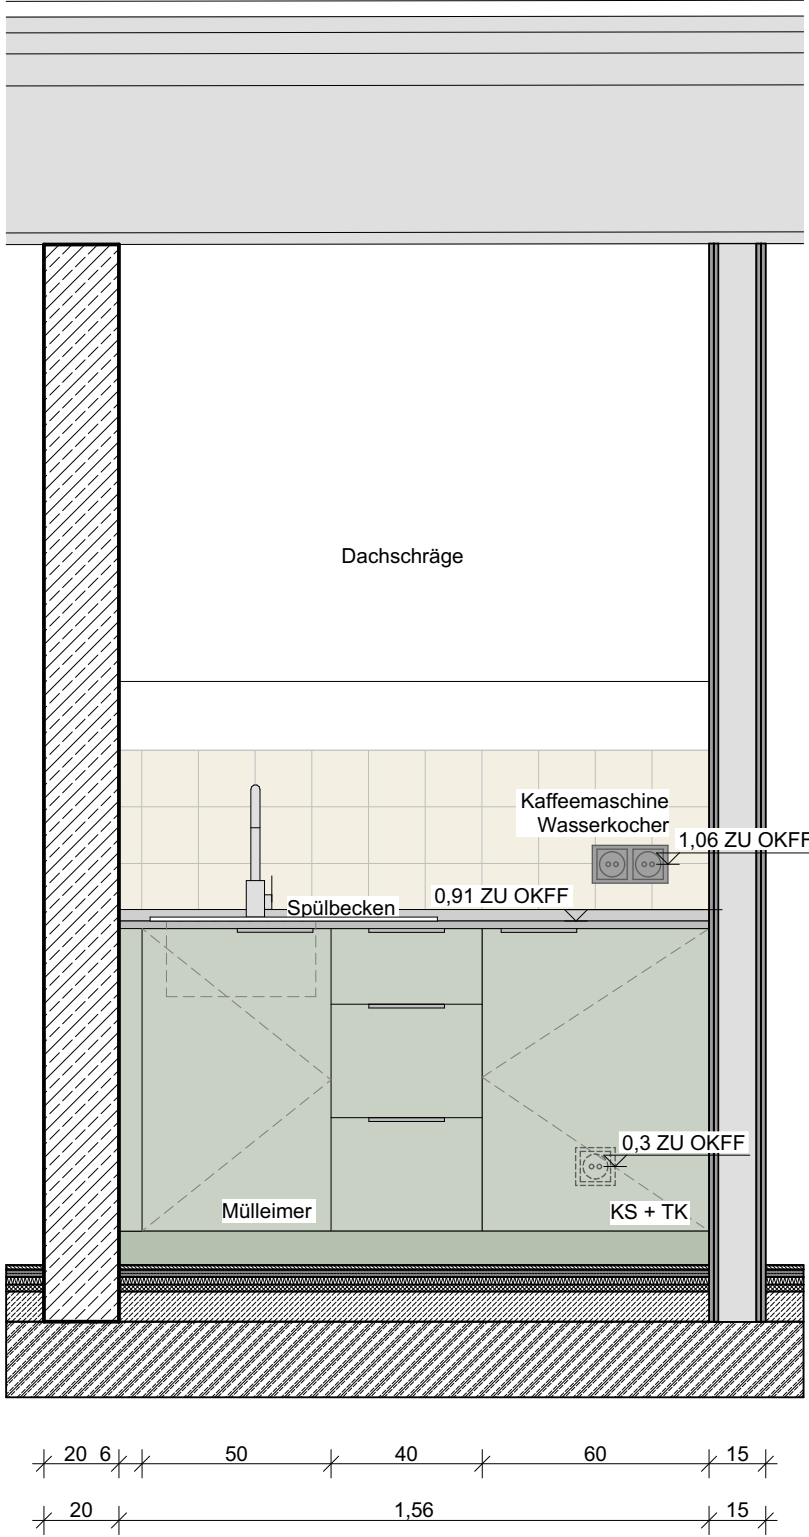 Dachschräge
Kaffeemaschine
Wasserkocher
1,06 ZU OKFF
0,91 ZU OKFF
Spülbecken
0,3 ZU OKFF
Mülleimer
KS + TK
20 6 50 40 60 15
20 1,56 15